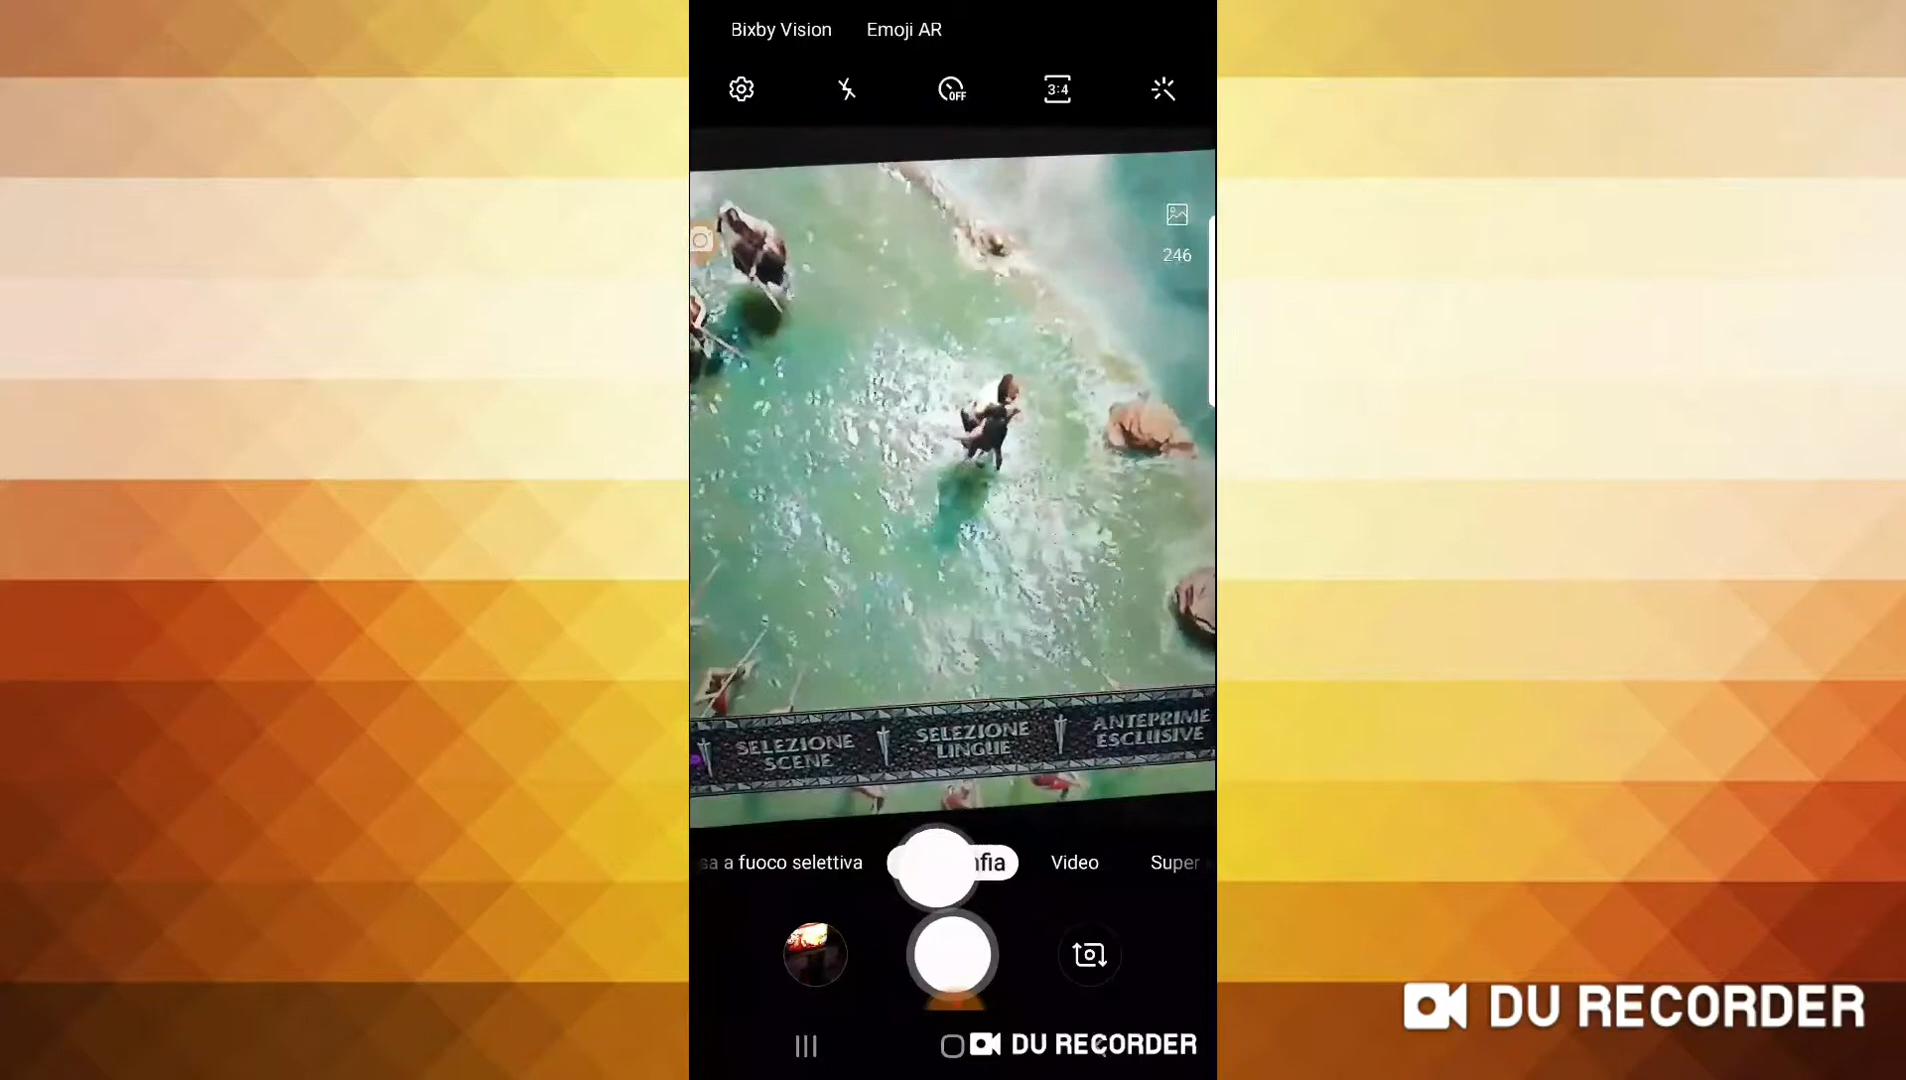 Bixby Vision Emoji AR
OFF 3:4
246
SELEZIONE SCENE
SELEZIONE LINGUE
ANTEPRIME ESCLUSIVE
sa a fuoco selettiva
fia
Video
Super
DU RECORDER
DU RECORDER